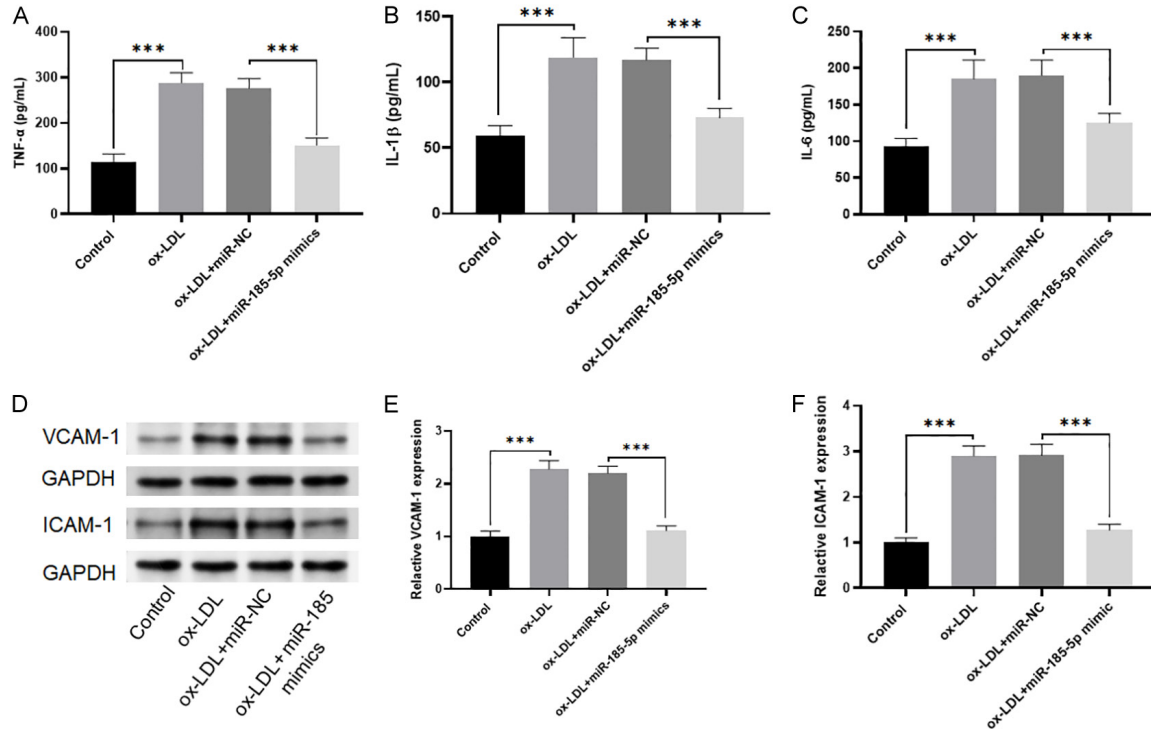 A
TNF-α (pg/mL)
400
300
200
100
0
***
***
Control
ox-LDL
ox-LDL+miR-NC
ox-LDL+miR-185-5p mimics
B
IL-1β (pg/mL)
150
100
50
0
***
***
Control
ox-LDL
ox-LDL+miR-NC
ox-LDL+miR-185-5p mimics
C
IL-6 (pg/mL)
250
200
150
100
50
0
***
***
Control
ox-LDL
ox-LDL+miR-NC
ox-LDL+miR-185-5p mimics
D
VCAM-1
GAPDH
ICAM-1
GAPDH
Control
ox-LDL
ox-LDL+miR-NC
ox-LDL+miR-185
mimics
E
Relactive VCAM-1 expression
3
2
1
0
***
***
Control
ox-LDL
ox-LDL+miR-NC
ox-LDL+miR-185-5p mimics
F
Relactive ICAM-1 expression
4
3
2
1
0
***
***
Control
ox-LDL
ox-LDL+miR-NC
ox-LDL+miR-185-5p mimic